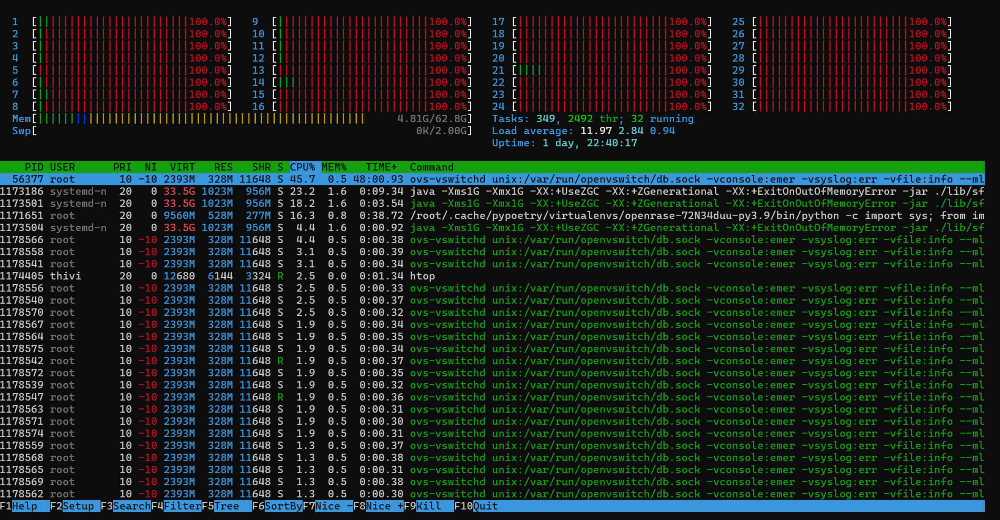 1 [||||||||||||||||||||||||100.0%] 9 [||||||||||||||||||||||||100.0%] 17 [||||||||||||||||||||||||100.0%] 25 [||||||||||||||||||||||||100.0%]
2 [||||||||||||||||||||||||100.0%] 10 [||||||||||||||||||||||||100.0%] 18 [||||||||||||||||||||||||100.0%] 26 [||||||||||||||||||||||||100.0%]
3 [||||||||||||||||||||||||100.0%] 11 [||||||||||||||||||||||||100.0%] 19 [||||||||||||||||||||||||100.0%] 27 [||||||||||||||||||||||||100.0%]
4 [||||||||||||||||||||||||100.0%] 12 [||||||||||||||||||||||||100.0%] 20 [||||||||||||||||||||||||100.0%] 28 [||||||||||||||||||||||||100.0%]
5 [||||||||||||||||||||||||100.0%] 13 [||||||||||||||||||||||||100.0%] 21 [||||||||||||||||||||||||100.0%] 29 [||||||||||||||||||||||||100.0%]
6 [||||||||||||||||||||||||100.0%] 14 [||||||||||||||||||||||||100.0%] 22 [||||||||||||||||||||||||100.0%] 30 [||||||||||||||||||||||||100.0%]
7 [||||||||||||||||||||||||100.0%] 15 [||||||||||||||||||||||||100.0%] 23 [||||||||||||||||||||||||100.0%] 31 [||||||||||||||||||||||||100.0%]
8 [||||||||||||||||||||||||100.0%] 16 [||||||||||||||||||||||||100.0%] 24 [||||||||||||||||||||||||100.0%] 32 [||||||||||||||||||||||||100.0%]
Mem[|||||||||||||||||||||||||||||||||||||||||||||||||||| 4.81G/62.8G] Tasks: 349, 2492 thr; 32 running
Swp[ 0K/2.00G] Load average: 11.97 2.84 0.94
Uptime: 1 day, 22:40:17
PID USER PRI NI VIRT RES SHR S CPU% MEM% TIME+ Command
56377 root 10 -10 2393M 328M 11648 S 45.7 0.5 48:00.93 ovs-vswitchd unix:/var/run/openvswitch/db.sock -vconsole:emer -vsyslog:err -vfile:info --ml
1173186 systemd-n 20 0 33.5G 1023M 956M S 23.2 1.6 0:09.34 java -Xms1G -Xmx1G -XX:+UseZGC -XX:+ZGenerational -XX:+ExitOnOutOfMemoryError -jar ./lib/sf
1173501 systemd-n 20 0 33.5G 1023M 956M S 18.2 1.6 0:03.54 java -Xms1G -Xmx1G -XX:+UseZGC -XX:+ZGenerational -XX:+ExitOnOutOfMemoryError -jar ./lib/sf
1171651 root 20 0 9560M 528M 277M S 16.3 0.8 0:38.72 /root/.cache/pypoetry/virtualenvs/openrase-72N34duu-py3.9/bin/python -c import sys; from im
1173504 systemd-n 20 0 33.5G 1023M 956M S 4.4 1.6 0:00.92 java -Xms1G -Xmx1G -XX:+UseZGC -XX:+ZGenerational -XX:+ExitOnOutOfMemoryError -jar ./lib/sf
1178566 root 10 -10 2393M 328M 11648 S 4.4 0.5 0:00.38 ovs-vswitchd unix:/var/run/openvswitch/db.sock -vconsole:emer -vsyslog:err -vfile:info --ml
1178558 root 10 -10 2393M 328M 11648 S 3.1 0.5 0:00.39 ovs-vswitchd unix:/var/run/openvswitch/db.sock -vconsole:emer -vsyslog:err -vfile:info --ml
1178541 root 10 -10 2393M 328M 11648 S 3.1 0.5 0:00.34 ovs-vswitchd unix:/var/run/openvswitch/db.sock -vconsole:emer -vsyslog:err -vfile:info --ml
1174405 thivi 20 0 12680 6144 3324 R 2.5 0.0 0:01.34 htop
1178556 root 10 -10 2393M 328M 11648 S 2.5 0.5 0:00.33 ovs-vswitchd unix:/var/run/openvswitch/db.sock -vconsole:emer -vsyslog:err -vfile:info --ml
1178540 root 10 -10 2393M 328M 11648 S 2.5 0.5 0:00.37 ovs-vswitchd unix:/var/run/openvswitch/db.sock -vconsole:emer -vsyslog:err -vfile:info --ml
1178570 root 10 -10 2393M 328M 11648 S 2.5 0.5 0:00.32 ovs-vswitchd unix:/var/run/openvswitch/db.sock -vconsole:emer -vsyslog:err -vfile:info --ml
1178567 root 10 -10 2393M 328M 11648 S 1.9 0.5 0:00.34 ovs-vswitchd unix:/var/run/openvswitch/db.sock -vconsole:emer -vsyslog:err -vfile:info --ml
1178564 root 10 -10 2393M 328M 11648 S 1.9 0.5 0:00.35 ovs-vswitchd unix:/var/run/openvswitch/db.sock -vconsole:emer -vsyslog:err -vfile:info --ml
1178575 root 10 -10 2393M 328M 11648 S 1.9 0.5 0:00.34 ovs-vswitchd unix:/var/run/openvswitch/db.sock -vconsole:emer -vsyslog:err -vfile:info --ml
1178542 root 10 -10 2393M 328M 11648 R 1.9 0.5 0:00.37 ovs-vswitchd unix:/var/run/openvswitch/db.sock -vconsole:emer -vsyslog:err -vfile:info --ml
1178572 root 10 -10 2393M 328M 11648 S 1.9 0.5 0:00.35 ovs-vswitchd unix:/var/run/openvswitch/db.sock -vconsole:emer -vsyslog:err -vfile:info --ml
1178539 root 10 -10 2393M 328M 11648 S 1.9 0.5 0:00.32 ovs-vswitchd unix:/var/run/openvswitch/db.sock -vconsole:emer -vsyslog:err -vfile:info --ml
1178547 root 10 -10 2393M 328M 11648 R 1.9 0.5 0:00.36 ovs-vswitchd unix:/var/run/openvswitch/db.sock -vconsole:emer -vsyslog:err -vfile:info --ml
1178563 root 10 -10 2393M 328M 11648 S 1.9 0.5 0:00.31 ovs-vswitchd unix:/var/run/openvswitch/db.sock -vconsole:emer -vsyslog:err -vfile:info --ml
1178571 root 10 -10 2393M 328M 11648 S 1.9 0.5 0:00.30 ovs-vswitchd unix:/var/run/openvswitch/db.sock -vconsole:emer -vsyslog:err -vfile:info --ml
1178574 root 10 -10 2393M 328M 11648 S 1.9 0.5 0:00.31 ovs-vswitchd unix:/var/run/openvswitch/db.sock -vconsole:emer -vsyslog:err -vfile:info --ml
1178559 root 10 -10 2393M 328M 11648 S 1.3 0.5 0:00.37 ovs-vswitchd unix:/var/run/openvswitch/db.sock -vconsole:emer -vsyslog:err -vfile:info --ml
1178568 root 10 -10 2393M 328M 11648 S 1.3 0.5 0:00.38 ovs-vswitchd unix:/var/run/openvswitch/db.sock -vconsole:emer -vsyslog:err -vfile:info --ml
1178565 root 10 -10 2393M 328M 11648 S 1.3 0.5 0:00.31 ovs-vswitchd unix:/var/run/openvswitch/db.sock -vconsole:emer -vsyslog:err -vfile:info --ml
1178569 root 10 -10 2393M 328M 11648 S 1.3 0.5 0:00.38 ovs-vswitchd unix:/var/run/openvswitch/db.sock -vconsole:emer -vsyslog:err -vfile:info --ml
1178562 root 10 -10 2393M 328M 11648 S 1.3 0.5 0:00.30 ovs-vswitchd unix:/var/run/openvswitch/db.sock -vconsole:emer -vsyslog:err -vfile:info --ml
F1Help F2Setup F3SearchF4FilterF5Tree F6SortByF7Nice -F8Nice +F9Kill F10Quit